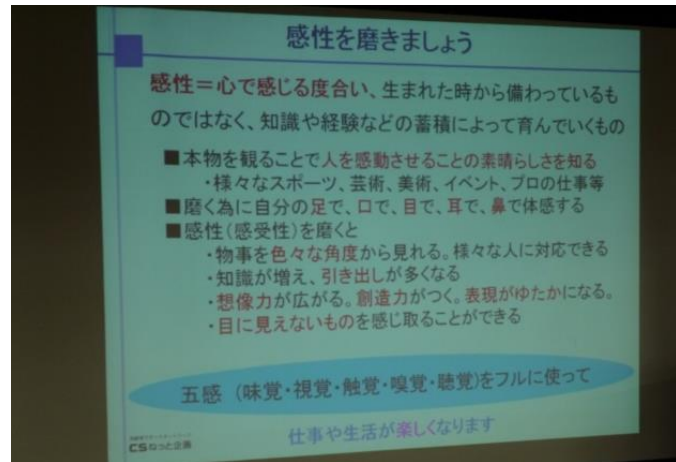 感性を磨きましょう
感性＝心で感じる度合い、生まれた時から備わっているも
のではなく、知識や経験などの蓄積によって育んでいくもの
■本物を観ることで人を感動させることの素晴らしさを知る
・様々なスポーツ、芸術、美術、イベント、プロの仕事等
■磨く為に自分の足で、口で、目で、耳で、鼻で体感する
■感性（感受性）を磨くと
・物事を色々な角度から見れる。様々な人に対応できる
・知識が増え、引き出しが多くなる
・想像力が広がる。創造力がつく。表現がゆたかになる。
・目に見えないものを感じ取ることができる
五感 （味覚・視覚・触覚・嗅覚・聴覚）をフルに使って
仕事や生活が楽しくなります
CSねっと企画